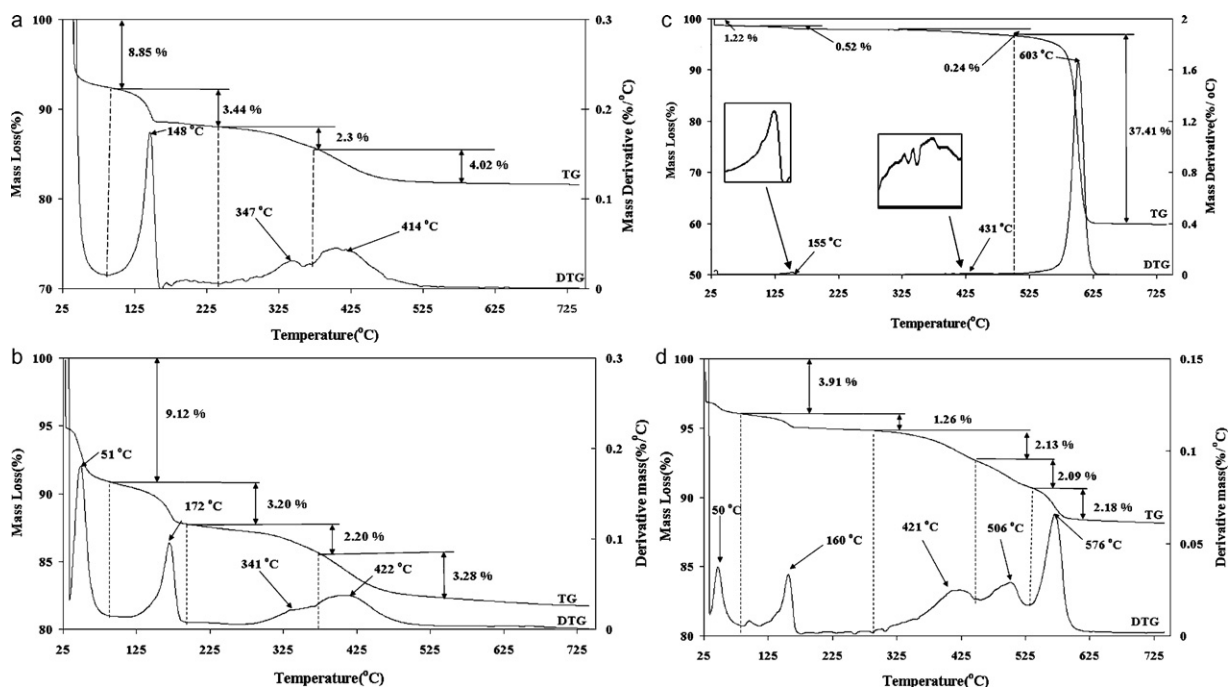 a
100
90
80
70
Mass Loss(%)
0.3
0.2
0.1
0
Mass Derivative (%/°C)
8.85 %
3.44 %
2.3 %
4.02 %
148 °C
347 °C
414 °C
TG
DTG
25 125 225 325 425 525 625 725
Temperature(°C)
c
100
90
80
70
60
50
Mass Loss(%)
2
1.6
1.2
0.8
0.4
0
Mass Derivative(%/ oC)
1.22 %
0.52 %
0.24 %
603 °C
37.41 %
155 °C
431 °C
TG
DTG
25 125 225 325 425 525 625 725
Temperature(°C)
b
100
95
90
85
80
Mass Loss(%)
0.3
0.2
0.1
0
Derivative mass(%/°C)
9.12 %
51 °C
3.20 %
172 °C
2.20 %
341 °C
422 °C
3.28 %
TG
DTG
25 125 225 325 425 525 625 725
Temperature(°C)
d
100
95
90
85
80
Mass Loss(%)
0.15
0.1
0.05
0
Derivative mass(%/°C)
3.91 %
1.26 %
2.13 %
2.09 %
2.18 %
50 °C
160 °C
421 °C
506 °C
576 °C
TG
DTG
25 125 225 325 425 525 625 725
Temperature(°C)